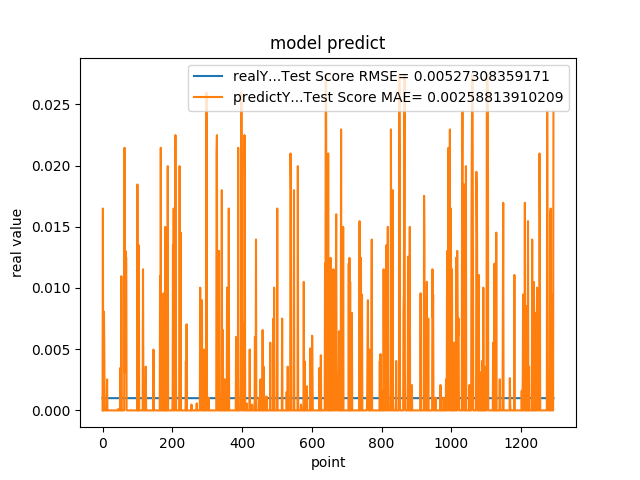 model predict
realY...Test Score RMSE= 0.00527308359171
predictY...Test Score MAE= 0.00258813910209
real value
0.025
0.020
0.015
0.010
0.005
0.000
0 200 400 600 800 1000 1200
point